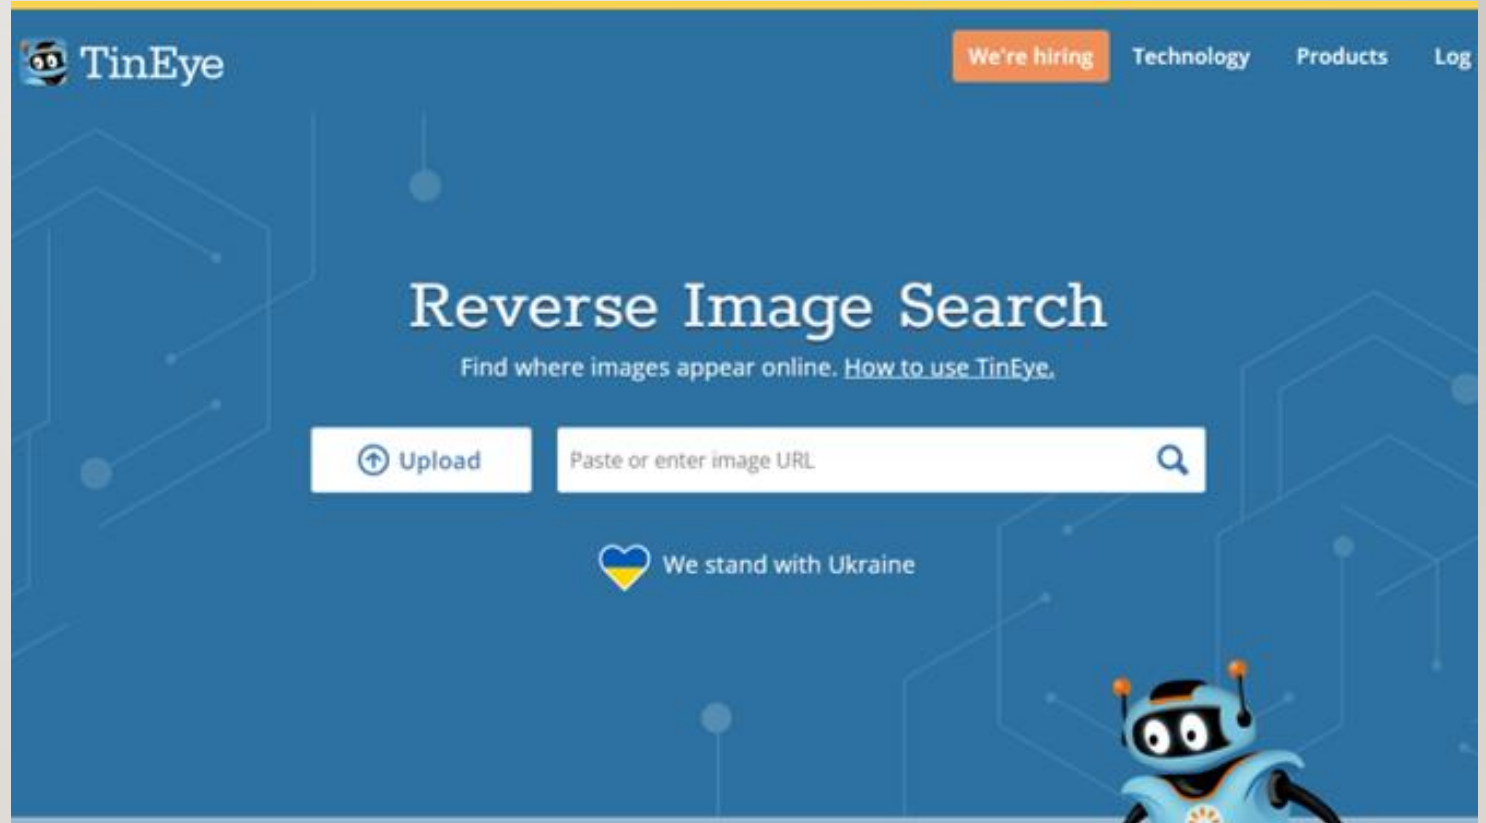 TinEye
We're hiring Technology Products Log
Reverse Image Search
Find where images appear online. How to use TinEye.
Upload Paste or enter image URL
We stand with Ukraine